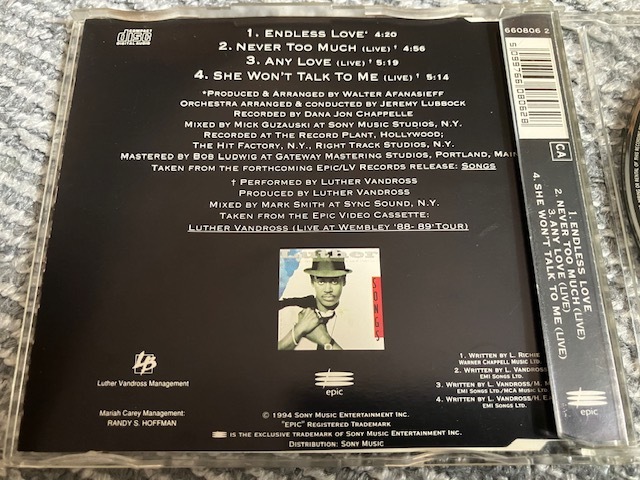 COMPACT
disc
DIGITAL AUDIO
1. ENDLESS LOVE* 4:20
2. NEVER TOO MUCH (LIVE) † 4:56
3. ANY LOVE (LIVE) † 5:19
4. SHE WON'T TALK TO ME (LIVE) † 5:14
*PRODUCED & ARRANGED BY WALTER AFANASIEFF
ORCHESTRA ARRANGED & CONDUCTED BY JEREMY LUBBOCK
RECORDED BY DANA JON CHAPPELLE
MIXED BY MICK GUZAUSKI AT SONY MUSIC STUDIOS, N.Y.
RECORDED AT THE RECORD PLANT, HOLLYWOOD;
THE HIT FACTORY, N.Y., RIGHT TRACK STUDIOS, N.Y.
MASTERED BY BOB LUDWIG AT GATEWAY MASTERING STUDIOS, PORTLAND, MAIN
TAKEN FROM THE FORTHCOMING EPIC/LV RECORDS RELEASE: SONGS
† PERFORMED BY LUTHER VANDROSS
PRODUCED BY LUTHER VANDROSS
MIXED BY MARK SMITH AT SYNC SOUND, N.Y.
TAKEN FROM THE EPIC VIDEO CASSETTE:
LUTHER VANDROSS (LIVE AT WEMBLEY '88- 89'TOUR)
Luther
SONGS
Luther Vandross Management
Mariah Carey Management:
RANDY S. HOFFMAN
epic
1. WRITTEN BY L. RICHIE
WARNER CHAPPELL MUSIC LT
2. WRITTEN BY L. VANDROS
EMI SONGS LTD.
3. WRITTEN BY L. VANDROSS/M. M
EMI SONGS LTD./MCA MUSIC LT
4. WRITTEN BY L. VANDROSS/H. E
EMI SONGS LTD.
© 1994 SONY MUSIC ENTERTAINMENT INC.
"EPIC" REGISTERED TRADEMARK
IS THE EXCLUSIVE TRADEMARK OF SONY MUSIC ENTERTAINMENT INC.
DISTRIBUTION: SONY MUSIC
660806 2
5099766080628
CA
1. ENDLESS LOVE
2. NEVER TOO MUCH (LIVE)
3. ANY LOVE (LIVE)
4. SHE WON'T TALK TO ME (LIVE)
epic